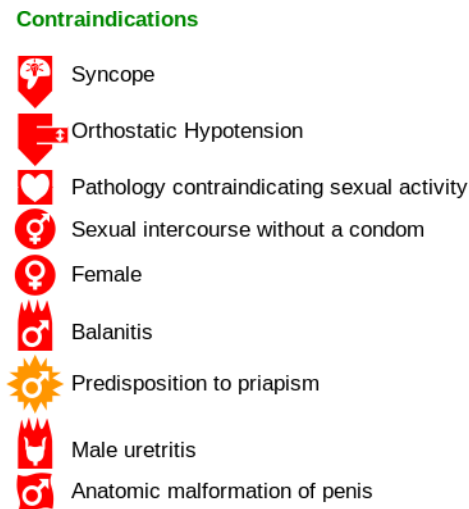 Contraindications
Syncope
Orthostatic Hypotension
Pathology contraindicating sexual activity
Sexual intercourse without a condom
Female
Balanitis
Predisposition to priapism
Male uretritis
Anatomic malformation of penis